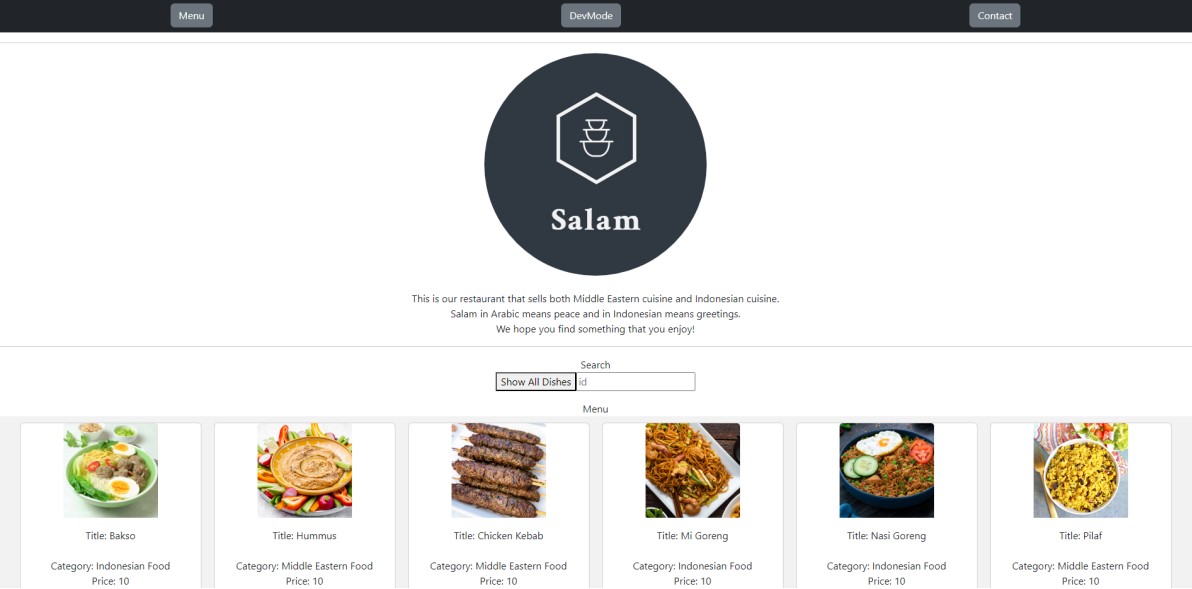 Menu
DevMode
Contact
Salam
This is our restaurant that sells both Middle Eastern cuisine and Indonesian cuisine.
Salam in Arabic means peace and in Indonesian means greetings.
We hope you find something that you enjoy!
Search
Show All Dishes id
Menu
Title: Bakso
Category: Indonesian Food
Price: 10
Title: Hummus
Category: Middle Eastern Food
Price: 10
Title: Chicken Kebab
Category: Middle Eastern Food
Price: 10
Title: Mi Goreng
Category: Indonesian Food
Price: 10
Title: Nasi Goreng
Category: Indonesian Food
Price: 10
Title: Pilaf
Category: Middle Eastern Food
Price: 10